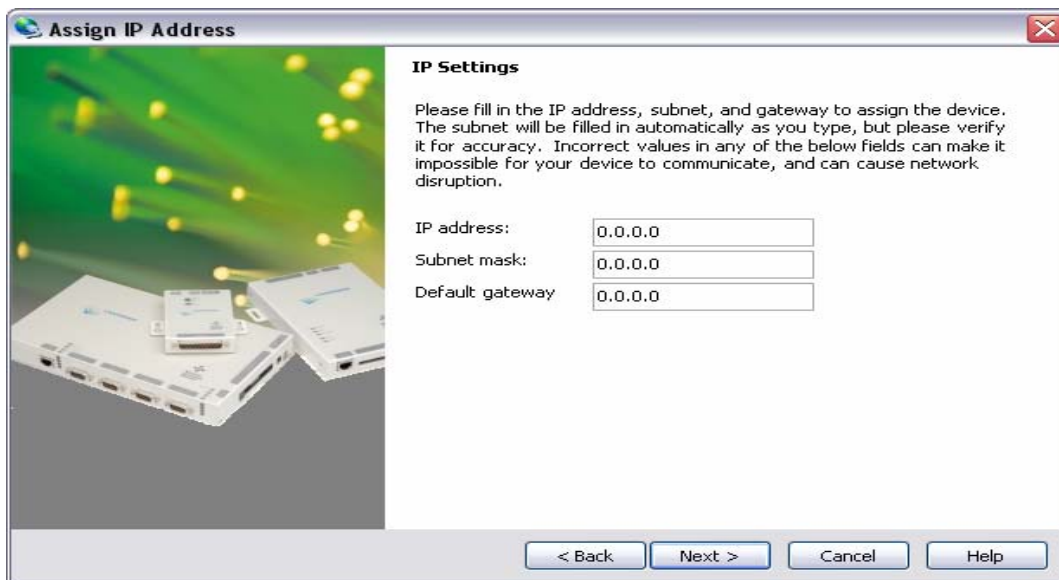 Assign IP Address
IP Settings
Please fill in the IP address, subnet, and gateway to assign the device.
The subnet will be filled in automatically as you type, but please verify
it for accuracy.  Incorrect values in any of the below fields can make it
impossible for your device to communicate, and can cause network
disruption.
IP address: 0.0.0.0
Subnet mask: 0.0.0.0
Default gateway 0.0.0.0
< Back Next > Cancel Help